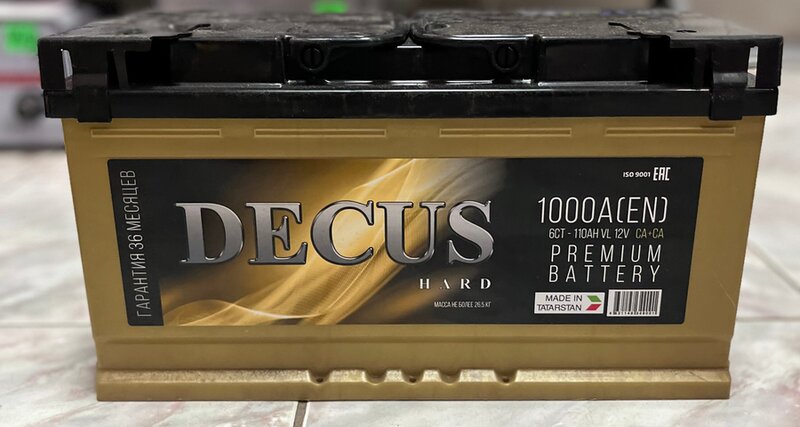 ГАРАНТИЯ 36 МЕСЯЦЕВ
DECUS
HARD
МАССА НЕ БОЛЕЕ 26.5 КГ
ISO 9001 EAC
1000A(EN)
6СТ - 110AH VL 12V CA+CA
PREMIUM
BATTERY
MADE IN
TATARSTAN